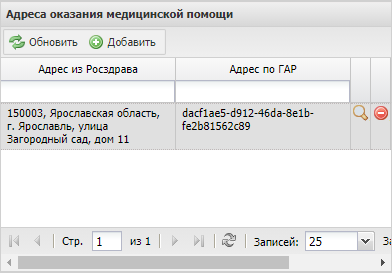 Адреса оказания медицинской помощи
Обновить Добавить
Адрес из Росздрава Адрес по ГАР
150003, Ярославская область, г. Ярославль, улица Загородный сад, дом 11
dacf1ae5-d912-46da-8e1b-fe2b81562c89
Стр. 1 из 1 Записей: 25